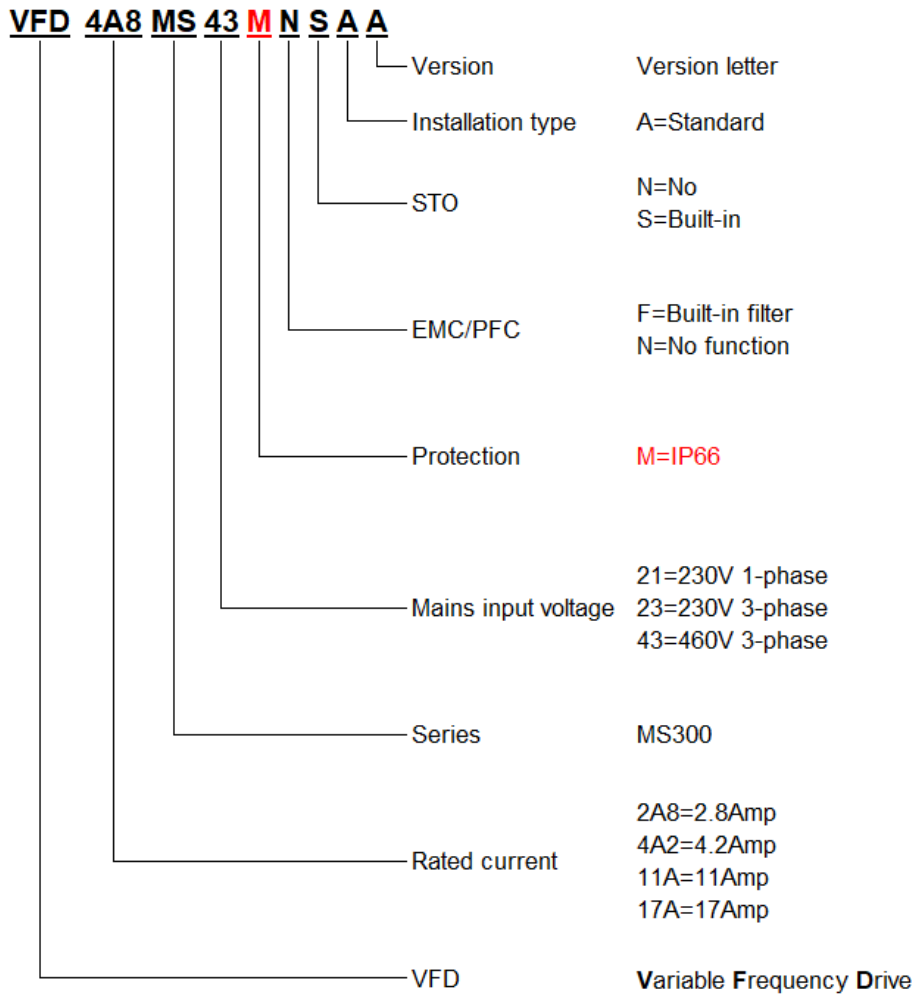 VFD 4A8 MS 43 M N S A A
Version Version letter
Installation type A=Standard
STO N=No
S=Built-in
EMC/PFC F=Built-in filter
N=No function
Protection M=IP66
21=230V 1-phase
Mains input voltage 23=230V 3-phase
43=460V 3-phase
Series MS300
2A8=2.8Amp
4A2=4.2Amp
Rated current 11A=11Amp
17A=17Amp
VFD Variable Frequency Drive